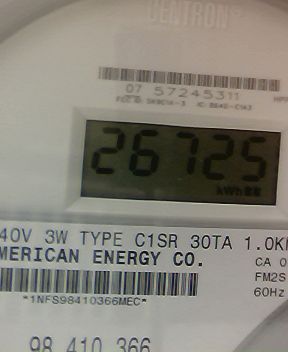 CENTRON
07 57245311
26725
kWh
40V 3W TYPE C1SR 30TA 1.0K
MERICAN ENERGY CO.
CA 0
FM2S
*1NFS98410366MEC*
60Hz
98 410 366